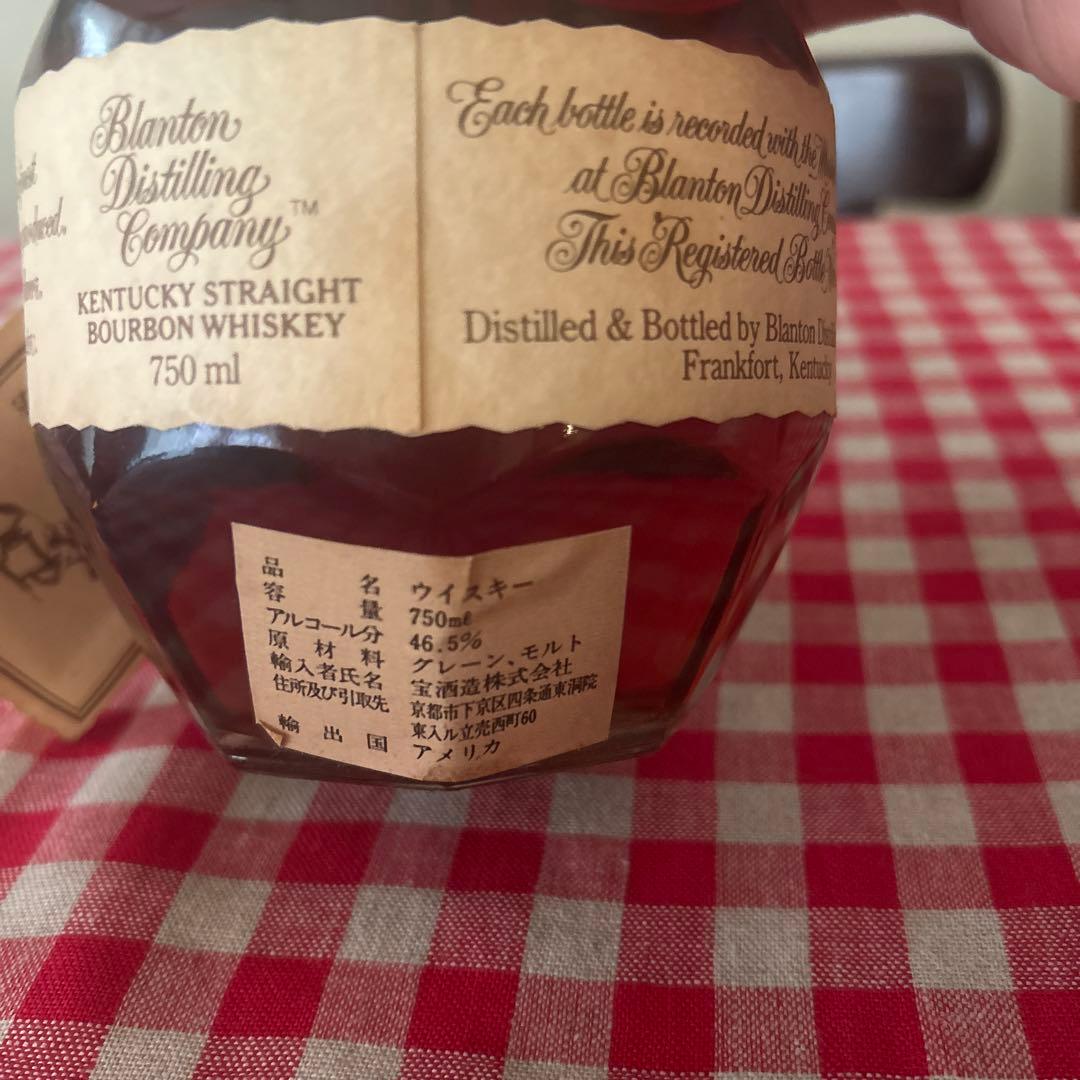 Blanton
Distilling
Company™
KENTUCKY STRAIGHT
BOURBON WHISKEY
750 ml
Each bottle is recorded with the
at Blanton Distilling
This Registered Bottle
Distilled & Bottled by Blanton
Frankfort, Kentucky
品名 ウイスキー
容量 750mℓ
アルコール分 46.5%
原材料 グレーン、モルト
輸入者氏名 宝酒造株式会社
住所及び引取先 京都市下京区四条通東洞院
東入ル立売西町60
輸出国 アメリカ